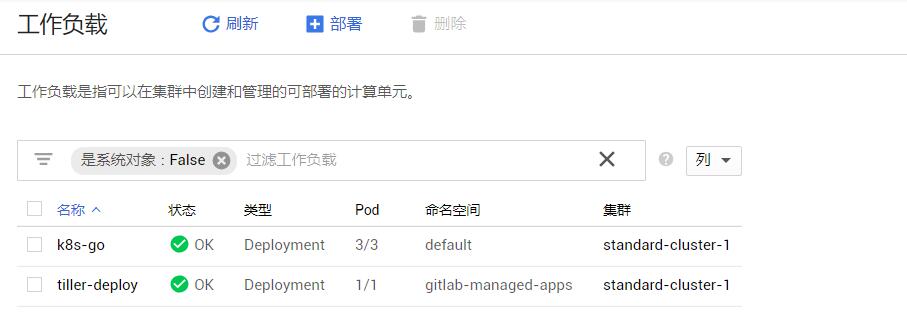 工作负载 刷新 部署 删除
工作负载是指可以在集群中创建和管理的可部署的计算单元。
是系统对象 : False 过滤工作负载 列
名称 状态 类型 Pod 命名空间 集群
k8s-go OK Deployment 3/3 default standard-cluster-1
tiller-deploy OK Deployment 1/1 gitlab-managed-apps standard-cluster-1